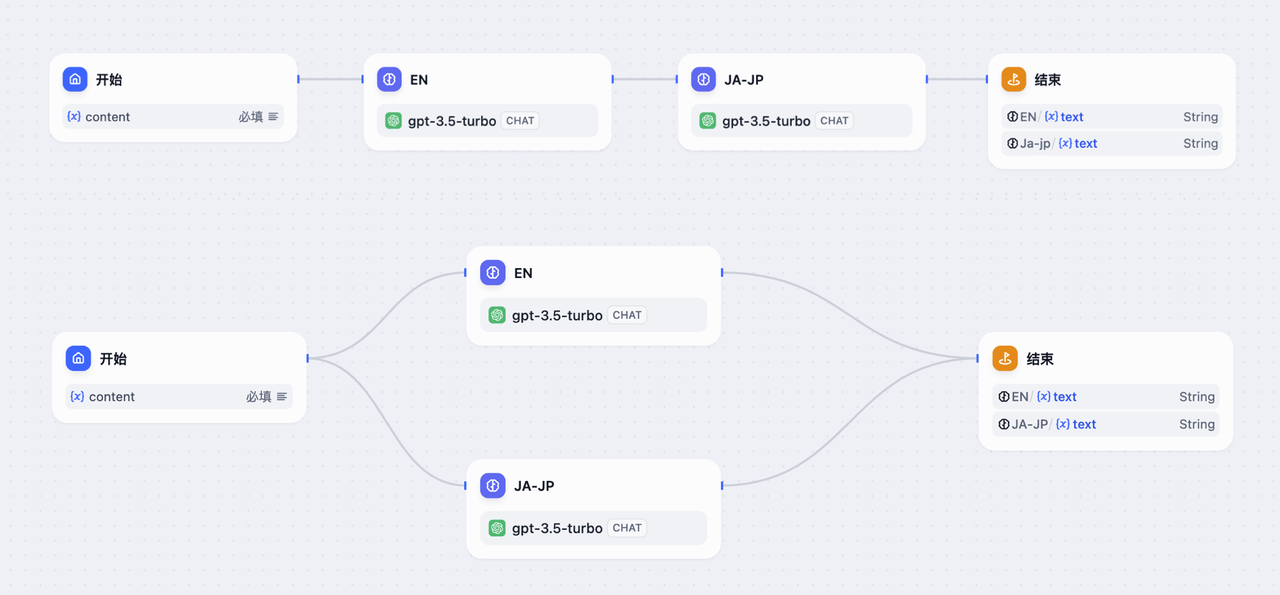 开始
{x} content 必填
EN
gpt-3.5-turbo CHAT
JA-JP
gpt-3.5-turbo CHAT
结束
EN/{x} text String
Ja-jp/{x} text String
开始
{x} content 必填
EN
gpt-3.5-turbo CHAT
JA-JP
gpt-3.5-turbo CHAT
结束
EN/{x} text String
JA-JP/{x} text String